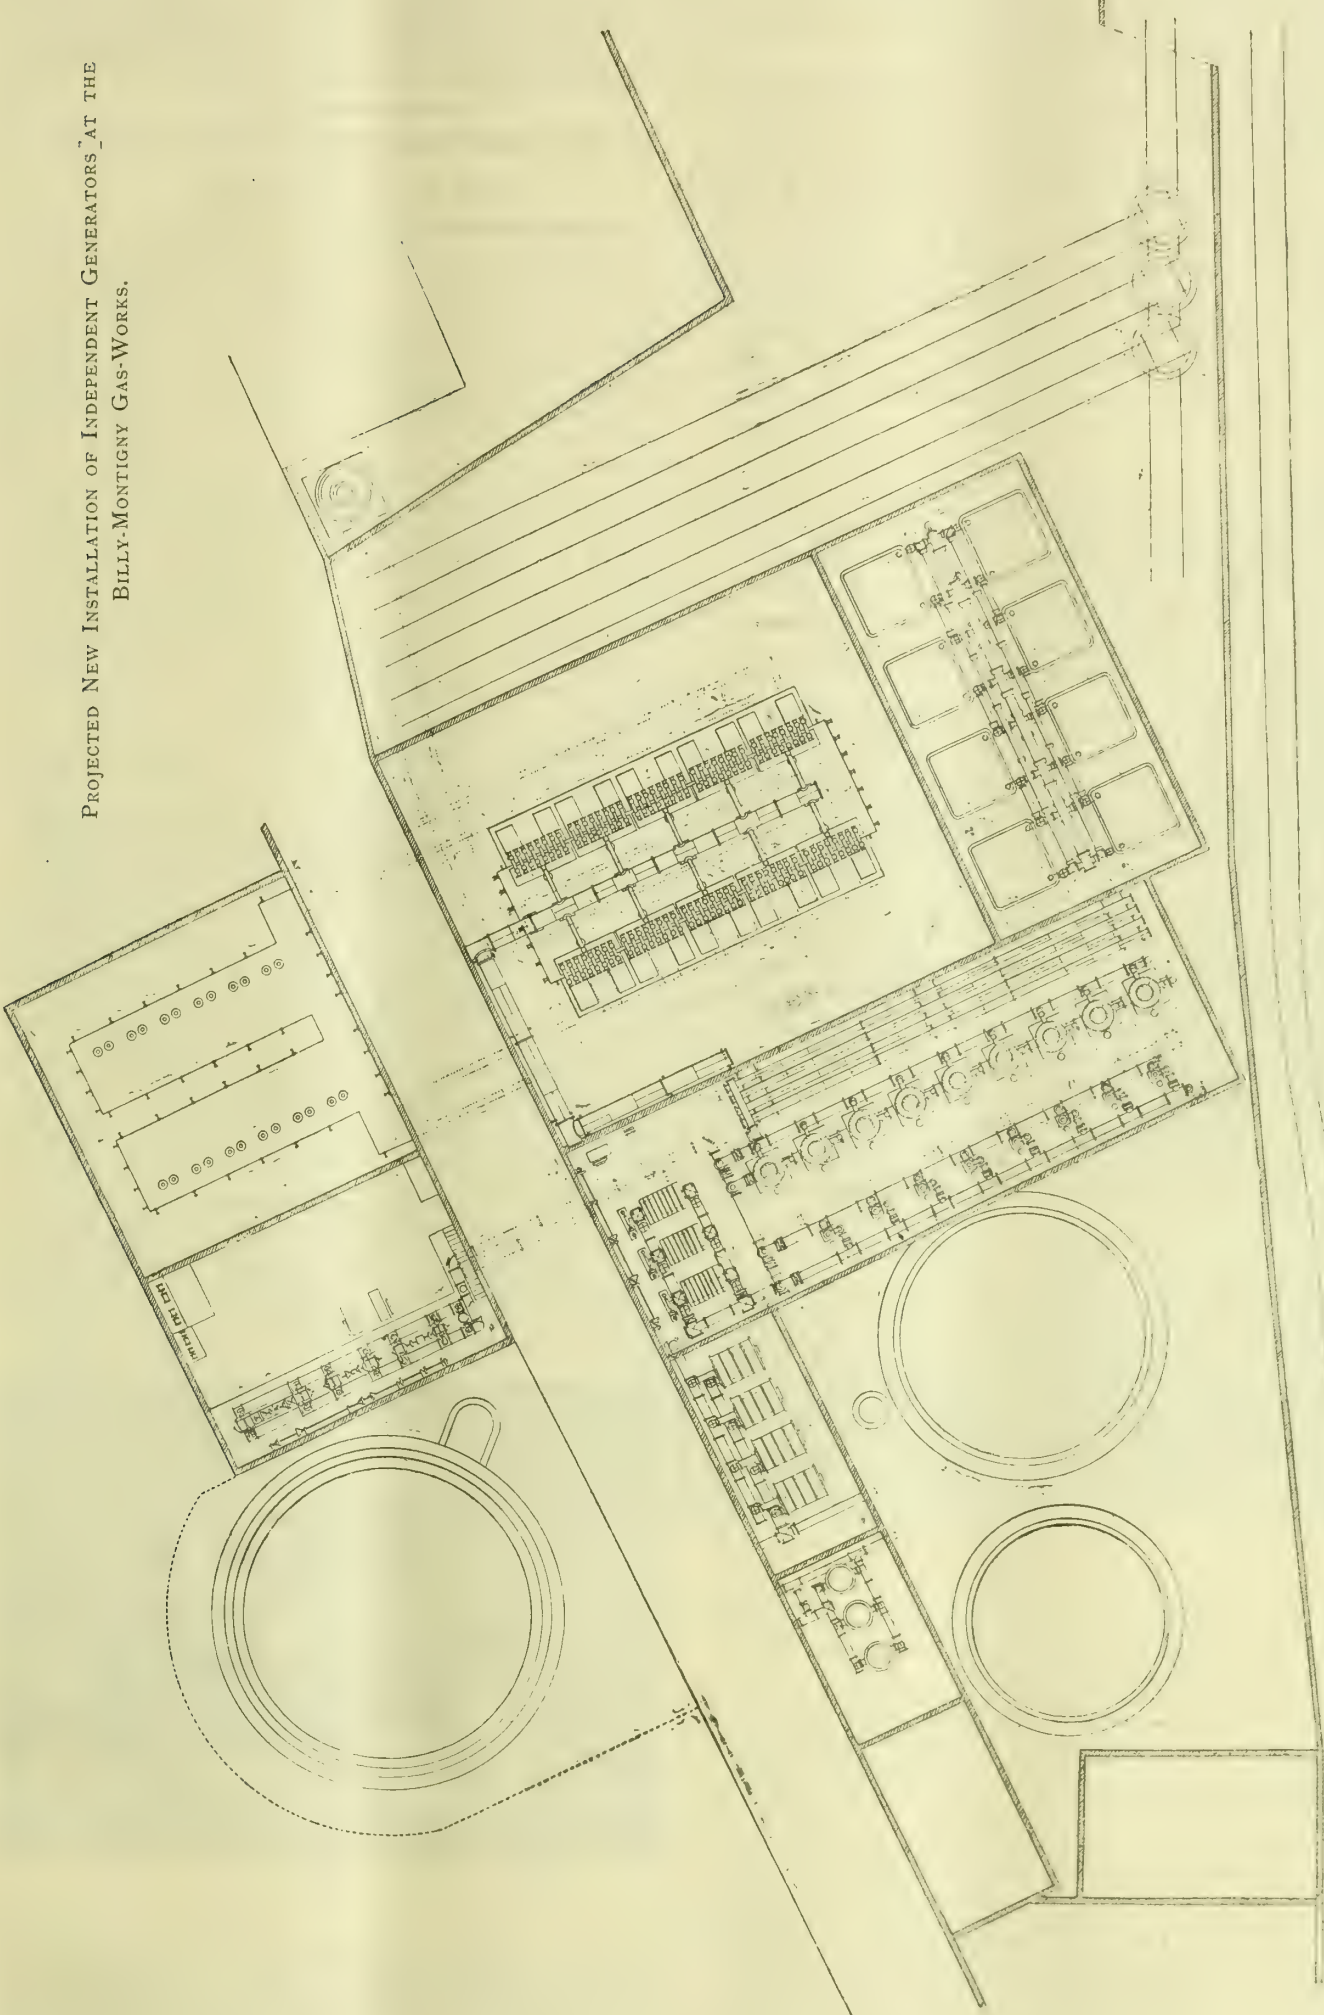 PROJECTED NEW INSTALLATION OF INDEPENDENT GENERATORS AT THE
BILLY-MONTIGNY GAS-WORKS.